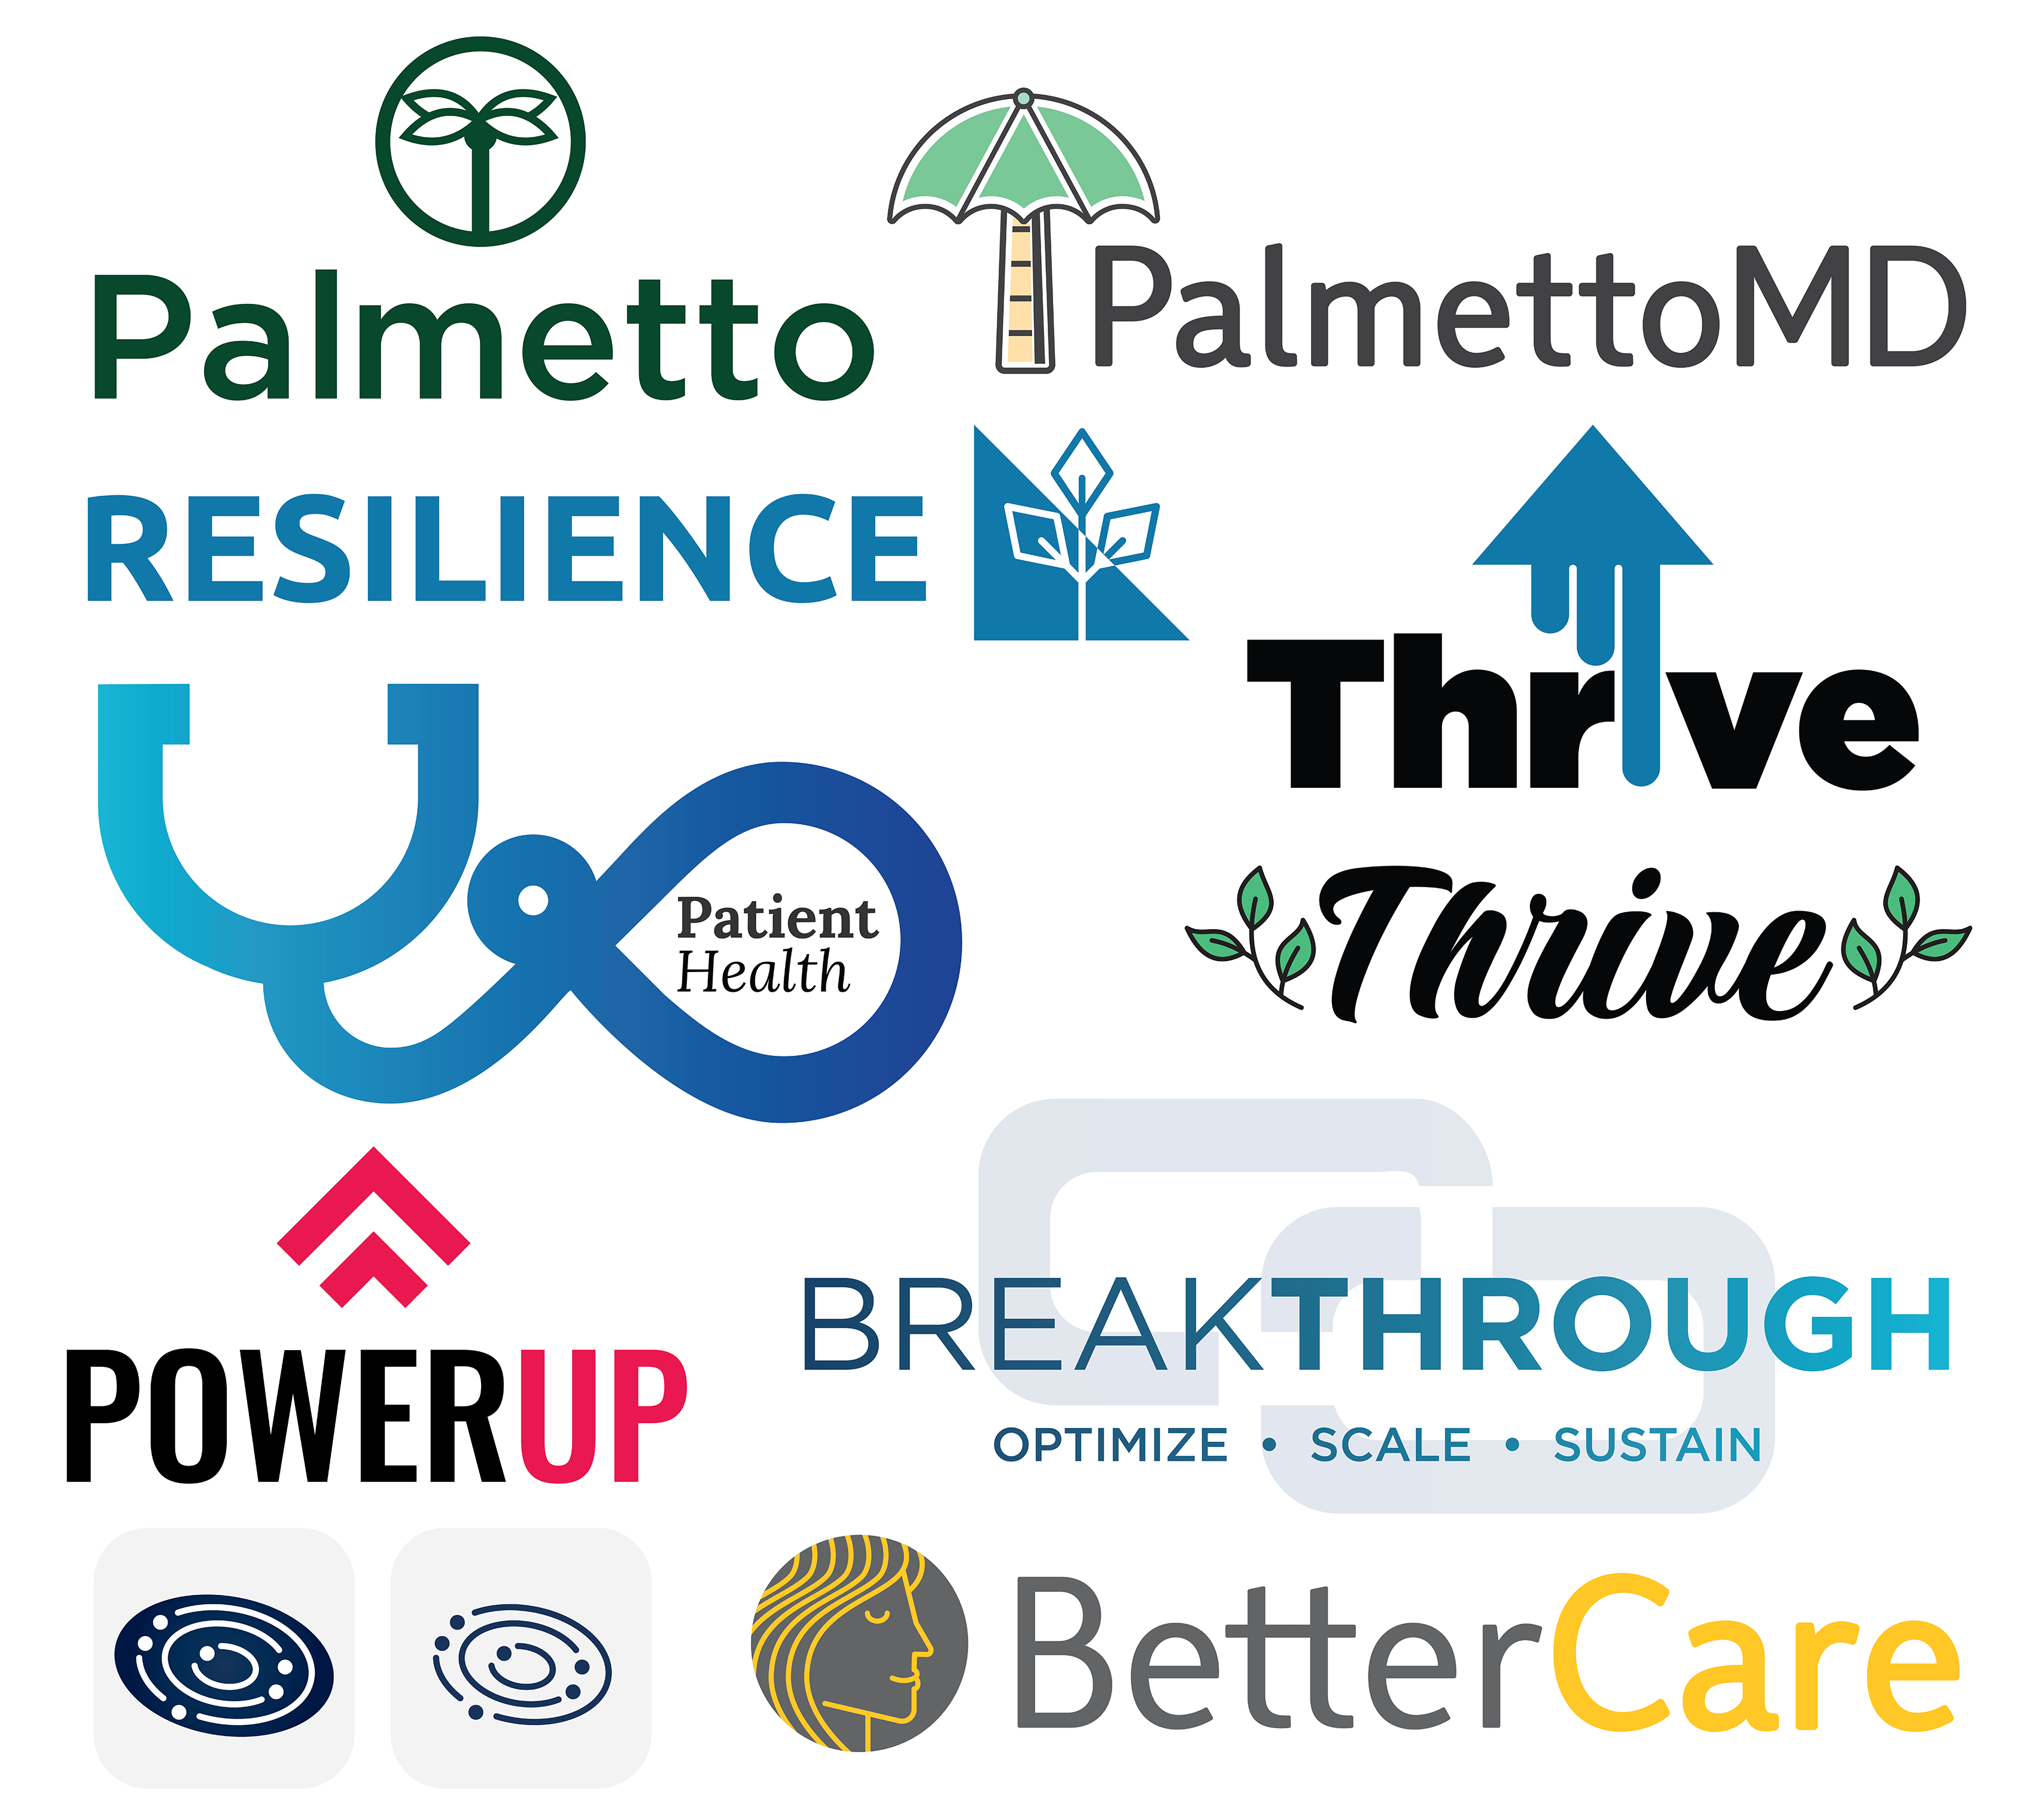 Palmetto
PalmettoMD
RESILIENCE
Thrive
Patient
Health
Thrive
POWERUP
BREAKTHROUGH
OPTIMIZE • SCALE • SUSTAIN
BetterCare